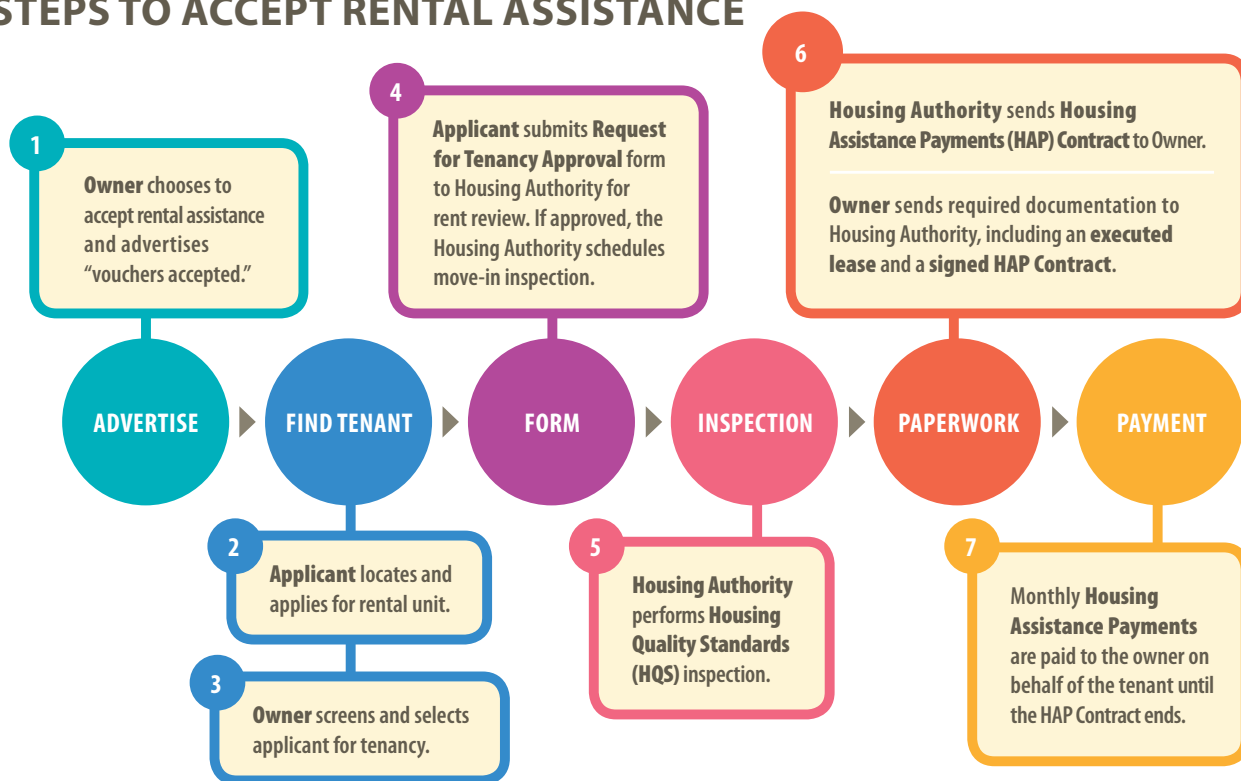 STEPS TO ACCEPT RENTAL ASSISTANCE
1
Owner chooses to
accept rental assistance
and advertises
“vouchers accepted.”
4
Applicant submits Request
for Tenancy Approval form
to Housing Authority for
rent review. If approved, the
Housing Authority schedules
move-in inspection.
6
Housing Authority sends Housing
Assistance Payments (HAP) Contract to Owner.
Owner sends required documentation to
Housing Authority, including an executed
lease and a signed HAP Contract.
ADVERTISE
FIND TENANT
FORM
INSPECTION
PAPERWORK
PAYMENT
2
Applicant locates and
applies for rental unit.
3
Owner screens and selects
applicant for tenancy.
5
Housing Authority
performs Housing
Quality Standards
(HQS) inspection.
7
Monthly Housing
Assistance Payments
are paid to the owner on
behalf of the tenant until
the HAP Contract ends.